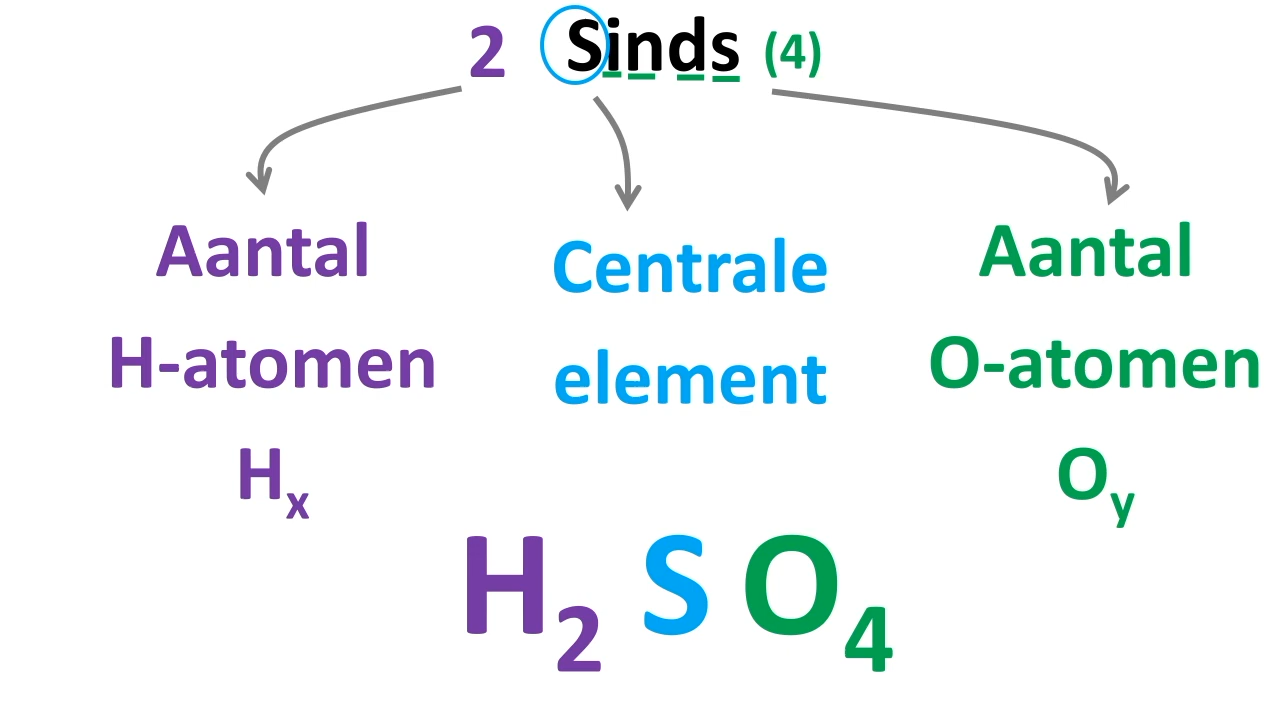 2 Sinds (4)
Aantal
H-atomen
Hₓ
Centrale
element
Aantal
O-atomen
Oy
H₂ S O₄